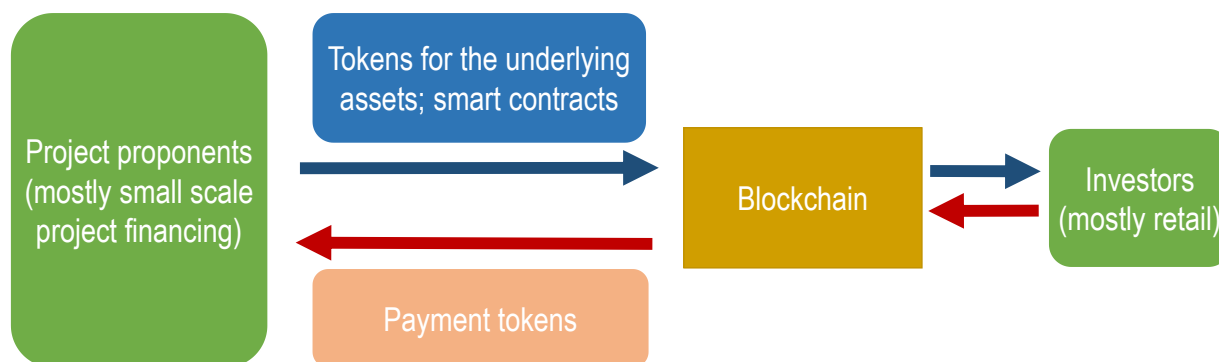 Project proponents
(mostly small scale
project financing)
Tokens for the underlying
assets; smart contracts
Payment tokens
Blockchain
Investors
(mostly retail)